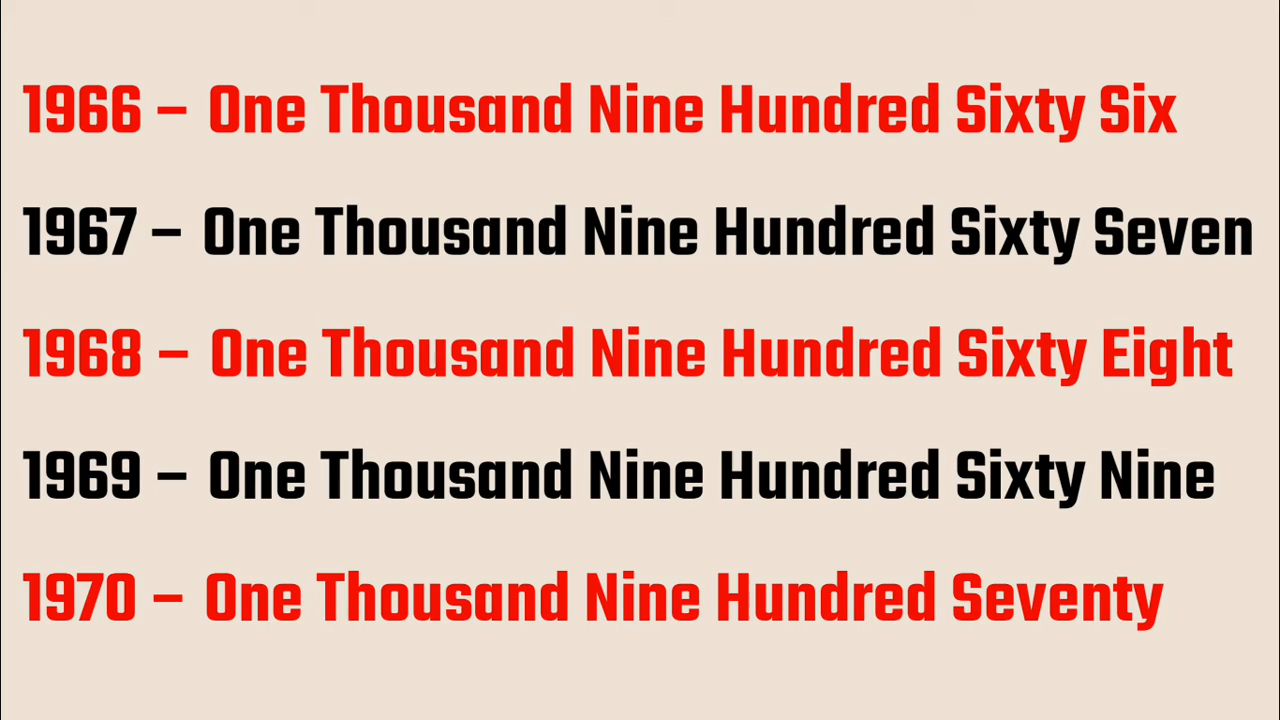 1966 – One Thousand Nine Hundred Sixty Six
1967 – One Thousand Nine Hundred Sixty Seven
1968 – One Thousand Nine Hundred Sixty Eight
1969 – One Thousand Nine Hundred Sixty Nine
1970 – One Thousand Nine Hundred Seventy